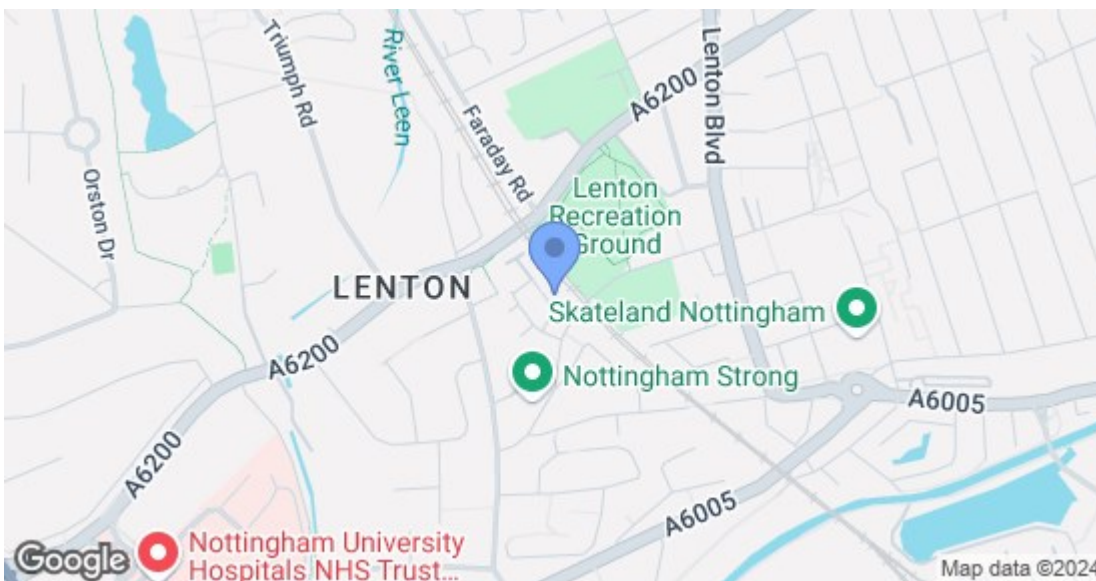 Triumph Rd
River Leen
Faraday Rd
A6200
Lenton Blvd
Orston Dr
Lenton
Recreation
Ground
LENTON
Skateland Nottingham
A6200
Nottingham Strong
A6005
A6200
A6005
Nottingham University
Hospitals NHS Trust...
Google
Map data ©2024